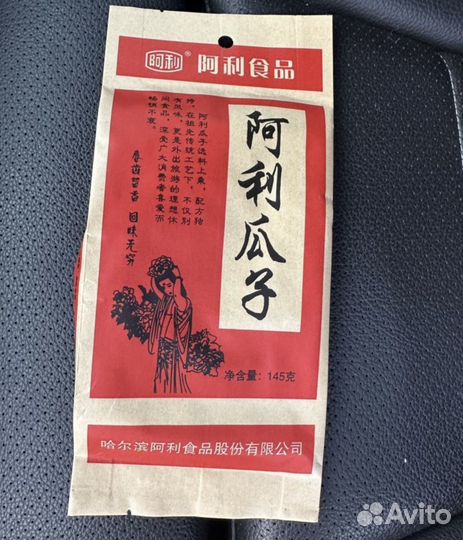 阿利®阿利食品
阿利瓜子
阿利瓜子选料上乘，配方独
特，在祖先传统工艺下，不仅别
有风味，更是外出旅游的理想休
闲食品，深受广大消费者喜爱而
畅销不衰。
唇齿留香 回味无穷
净含量：145克
哈尔滨阿利食品股份有限公司
Avito